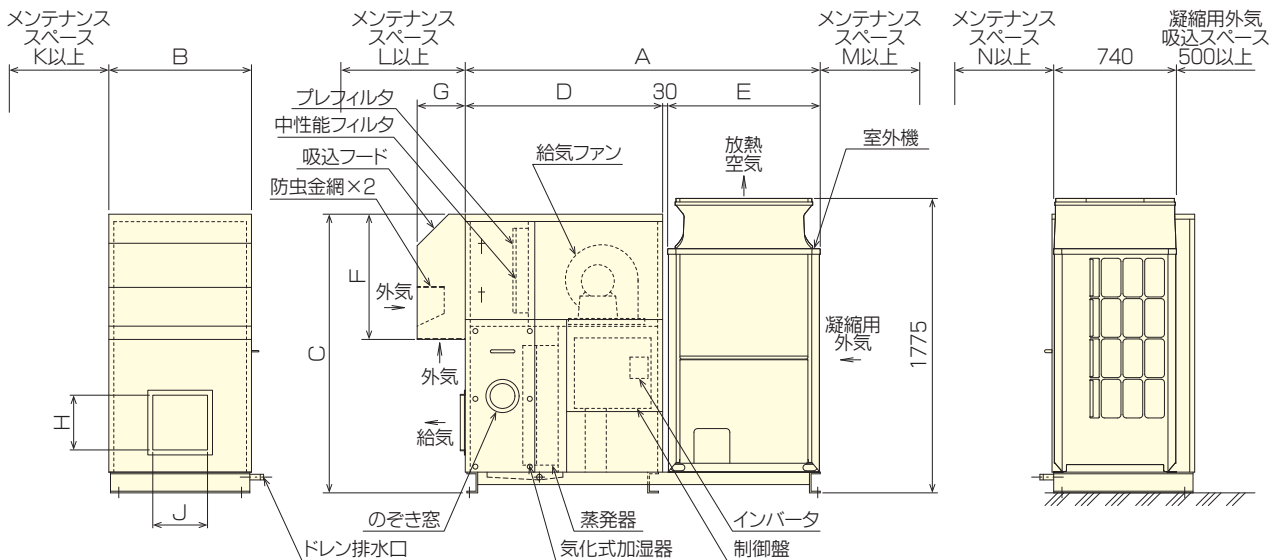 メンテナンス
スペース
K以上
B
メンテナンス
スペース
L以上
A
メンテナンス
スペース
M以上
メンテナンス
スペース
N以上
740
凝縮用外気
吸込スペース
500以上
G
D
30
E
プレフィルタ
中性能フィルタ
吸込フード
防虫金網×2
給気ファン
放熱
空気
室外機
F
外気
外気
C
給気
凝縮用
外気
1775
H
J
のぞき窓
ドレン排水口
蒸発器
気化式加湿器
インバータ
制御盤